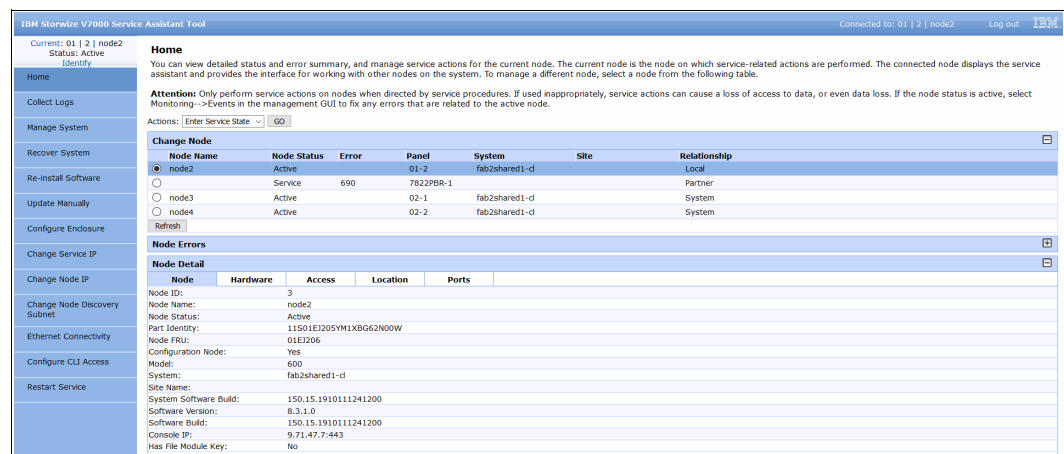 IBM Storwize V7000 Service Assistant Tool
Connected to: 01 | 2 | node2
Log out
IBM
Current: 01 | 2 | node2
Status: Active
Identify
Home
Collect Logs
Manage System
Recover System
Re-install Software
Update Manually
Configure Enclosure
Change Service IP
Change Node IP
Change Node Discovery
Subnet
Ethernet Connectivity
Configure CLI Access
Restart Service
Home
You can view detailed status and error summary, and manage service actions for the current node. The current node is the node on which service-related actions are performed. The connected node displays the service
assistant and provides the interface for working with other nodes on the system. To manage a different node, select a node from the following table.
Attention: Only perform service actions on nodes when directed by service procedures. If used inappropriately, service actions can cause a loss of access to data, or even data loss. If the node status is active, select
Monitoring-->Events in the management GUI to fix any errors that are related to the active node.
Actions: Enter Service State GO
Change Node
Node Name Node Status Error Panel System Site Relationship
node2 Active 01-2 fab2shared1-cl Local
Service 690 7822PBR-1 Partner
node3 Active 02-1 fab2shared1-cl System
node4 Active 02-2 fab2shared1-cl System
Refresh
Node Errors
Node Detail
Node Hardware Access Location Ports
Node ID: 3
Node Name: node2
Node Status: Active
Part Identity: 11S01EJ205YM1XBG62N00W
Node FRU: 01EJ206
Configuration Node: Yes
Model: 600
System: fab2shared1-cl
Site Name:
System Software Build: 150.15.1910111241200
Software Version: 8.3.1.0
Software Build: 150.15.1910111241200
Console IP: 9.71.47.7:443
Has File Module Key: No